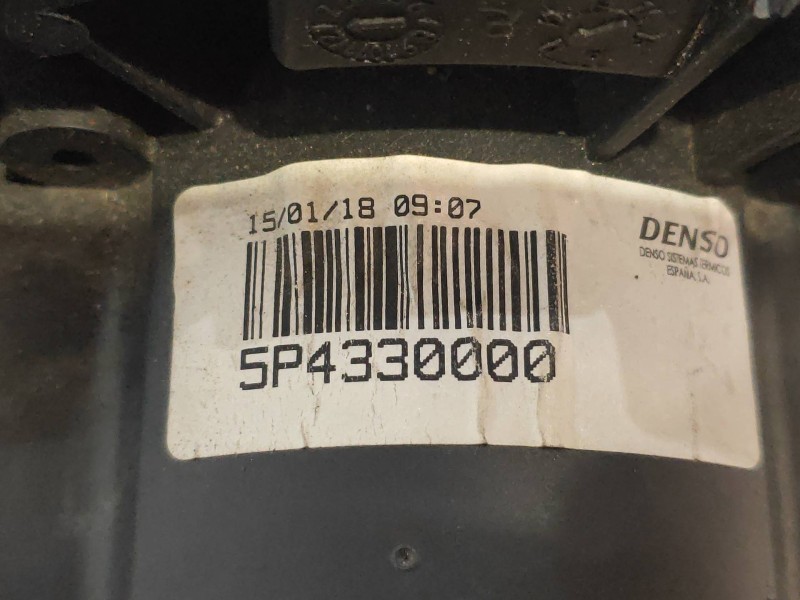 15/01/18 09:07
5P4330000
DENSO
DENSO SISTEMAS TERMICOS
ESPAÑA, S.A.